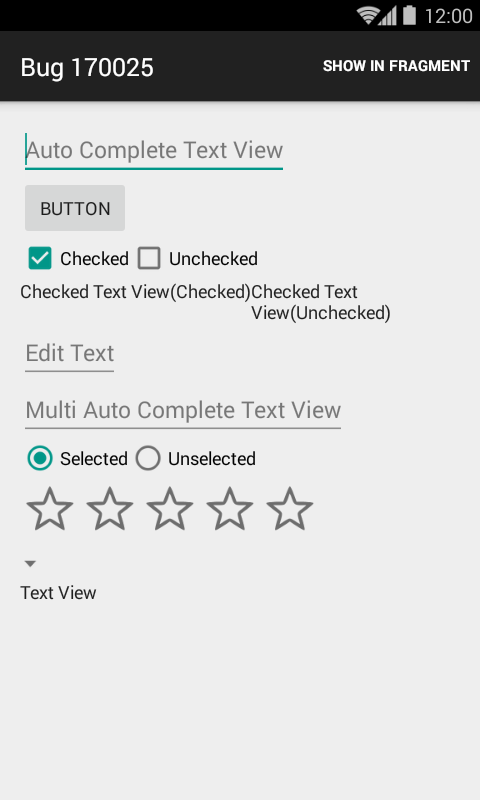 12:00
Bug 170025
SHOW IN FRAGMENT
Auto Complete Text View
BUTTON
Checked Unchecked
Checked Text View(Checked)Checked Text
View(Unchecked)
Edit Text
Multi Auto Complete Text View
Selected Unselected
Text View